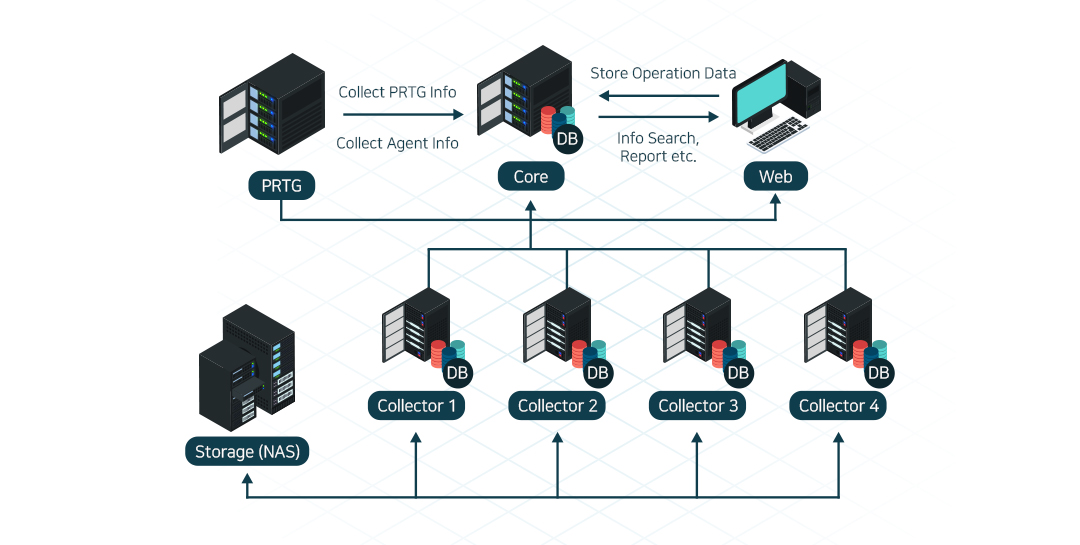 Collect PRTG Info
Collect Agent Info
Store Operation Data
Info Search,
Report etc.
DB
PRTG
Core
Web
DB
DB
DB
DB
Collector 1
Collector 2
Collector 3
Collector 4
Storage (NAS)